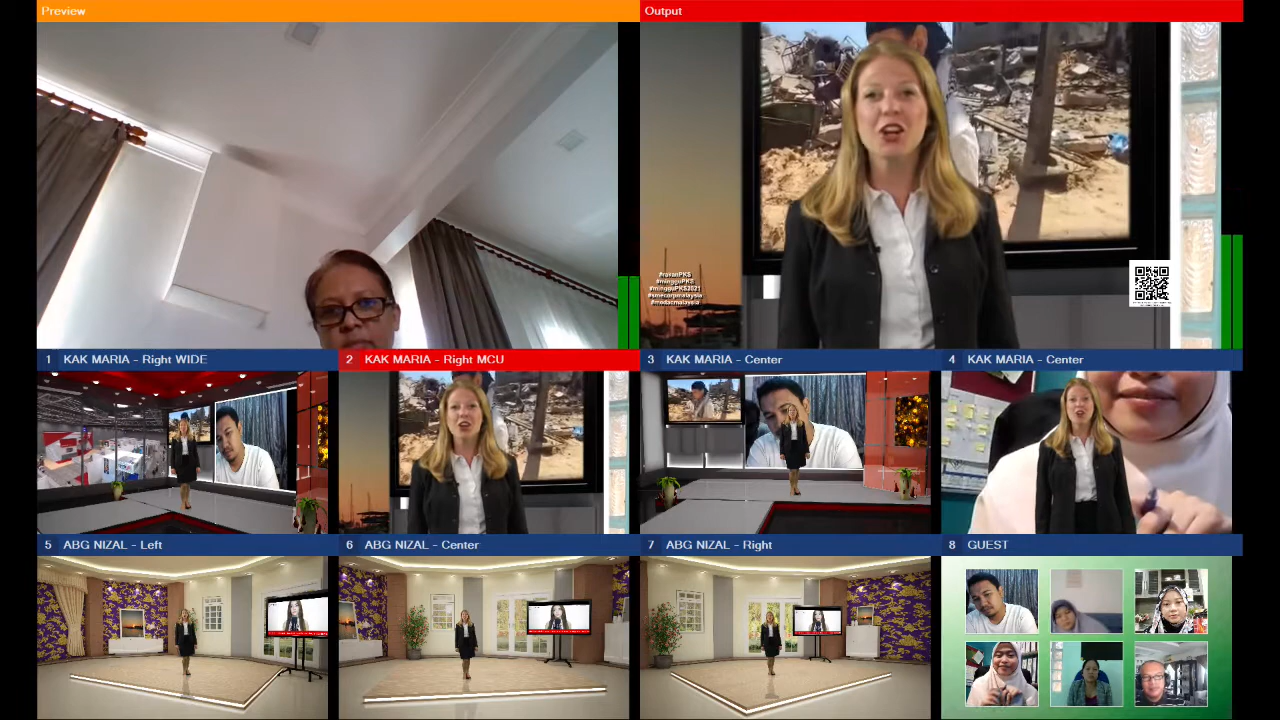 Preview
Output
#rayanPKS
#mingguPKS
#mingguPKS2021
#smecorpmalaysia
#medacmalaysia
1 KAK MARIA - Right WIDE
2 KAK MARIA - Right MCU
3 KAK MARIA - Center
4 KAK MARIA - Center
5 ABG NIZAL - Left
6 ABG NIZAL - Center
7 ABG NIZAL - Right
8 GUEST